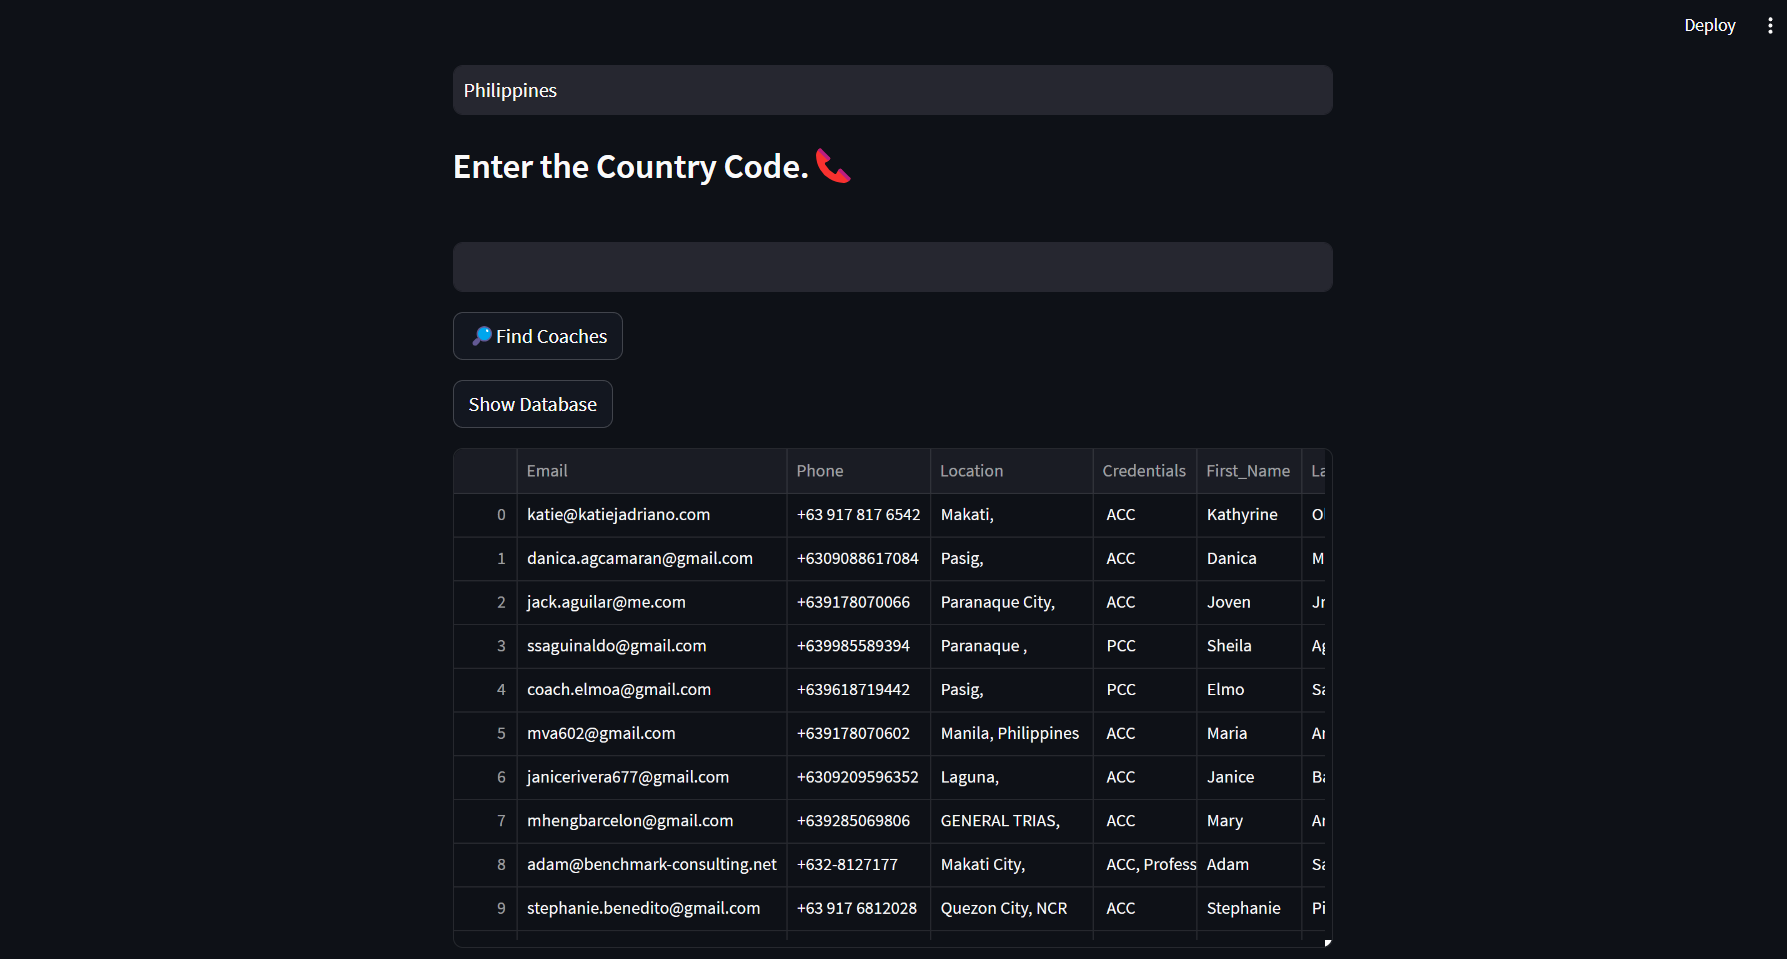 Deploy
Philippines
Enter the Country Code.
Find Coaches
Show Database
Email Phone Location Credentials First_Name La
0 katie@katiejadriano.com +63 917 817 6542 Makati, ACC Kathyrine
1 danica.agcamaran@gmail.com +6309088617084 Pasig, ACC Danica M
2 jack.aguilar@me.com +639178070066 Paranaque City, ACC Joven Jr
3 ssaguinaldo@gmail.com +639985589394 Paranaque , PCC Sheila Ag
4 coach.elmoa@gmail.com +639618719442 Pasig, PCC Elmo Sa
5 mva602@gmail.com +639178070602 Manila, Philippines ACC Maria
6 janicerivera677@gmail.com +6309209596352 Laguna, ACC Janice Ba
7 mhengbarcelon@gmail.com +639285069806 GENERAL TRIAS, ACC Mary
8 adam@benchmark-consulting.net +632-8127177 Makati City, ACC, Profess Adam Sa
9 stephanie.benedito@gmail.com +63 917 6812028 Quezon City, NCR ACC Stephanie Pi